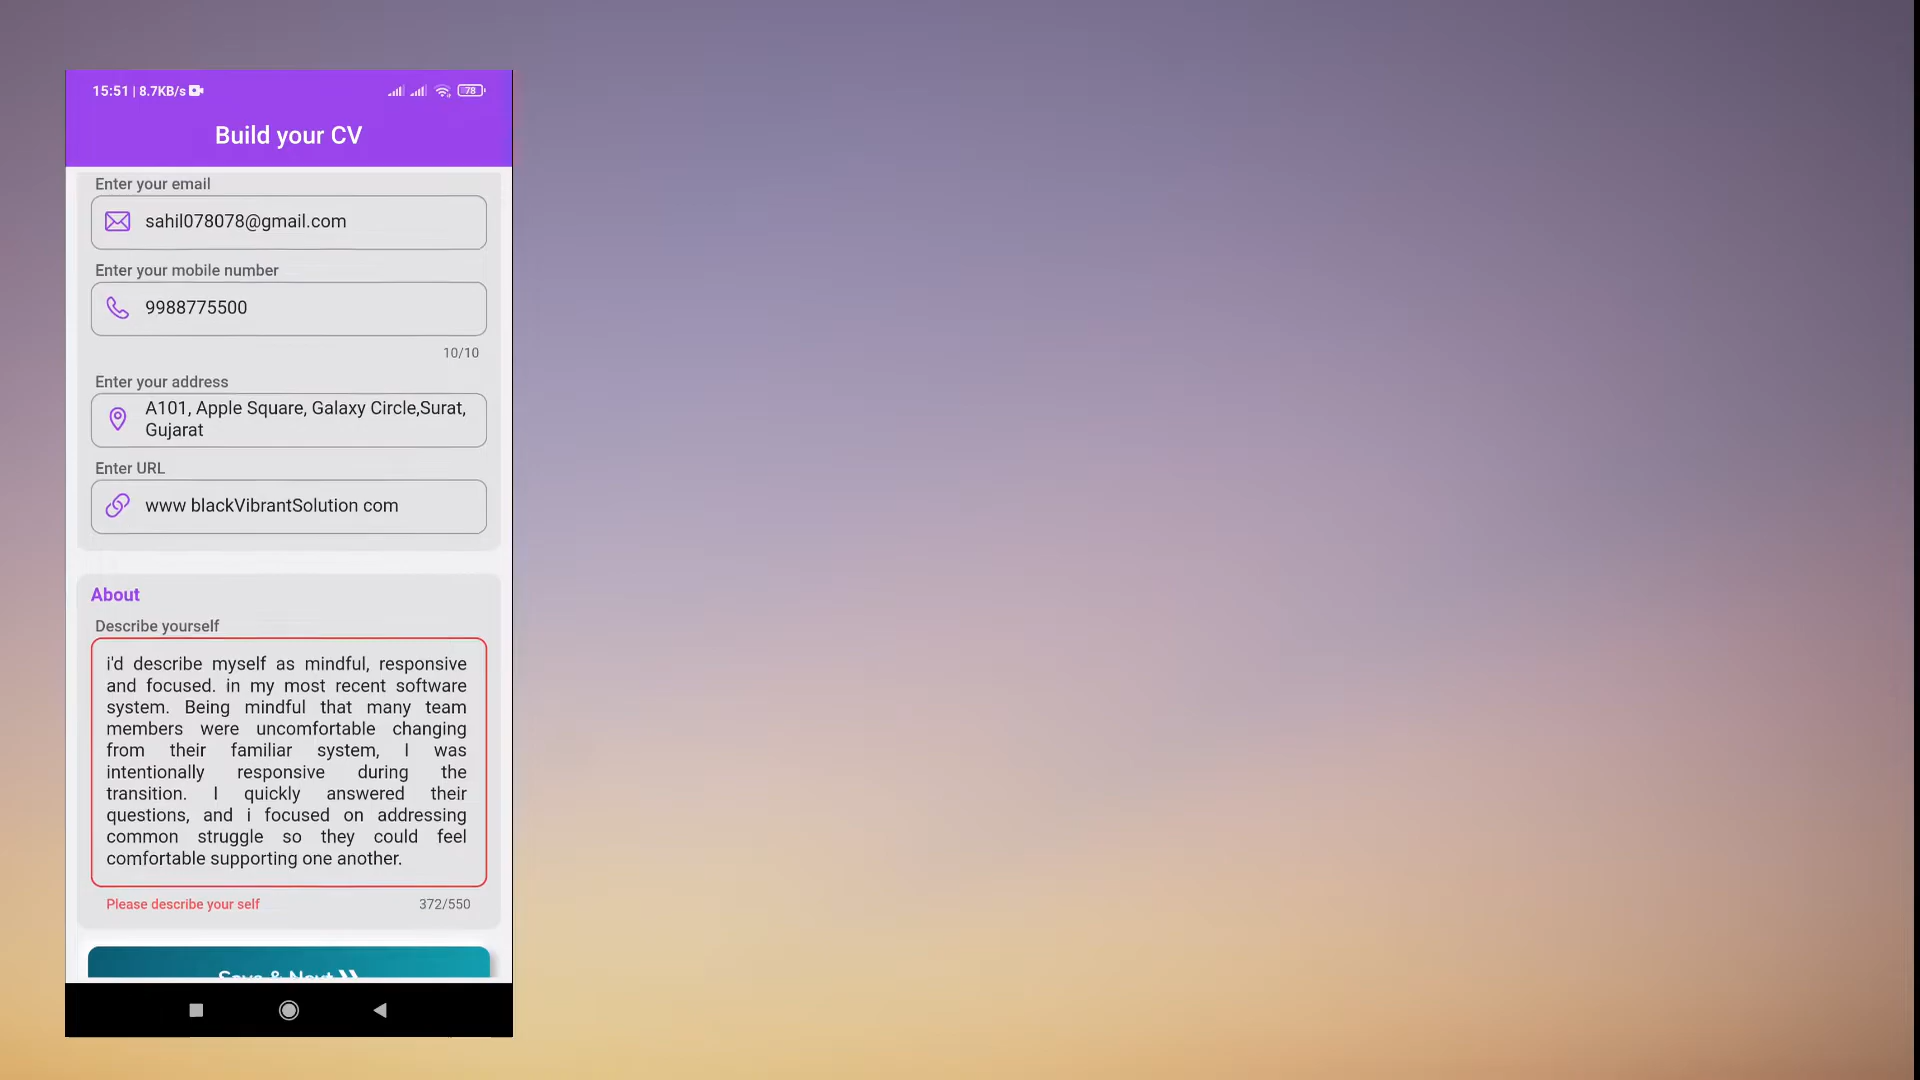 15:51 | 8.7KB/s
78
Build your CV
Enter your email
sahil078078@gmail.com
Enter your mobile number
9988775500
10/10
Enter your address
A101, Apple Square, Galaxy Circle,Surat,
Gujarat
Enter URL
www blackVibrantSolution com
About
Describe yourself
i'd describe myself as mindful, responsive
and focused. in my most recent software
system. Being mindful that many team
members were uncomfortable changing
from their familiar system, I was
intentionally responsive during the
transition. I quickly answered their
questions, and i focused on addressing
common struggle so they could feel
comfortable supporting one another.
Please describe your self
372/550
Save & Next